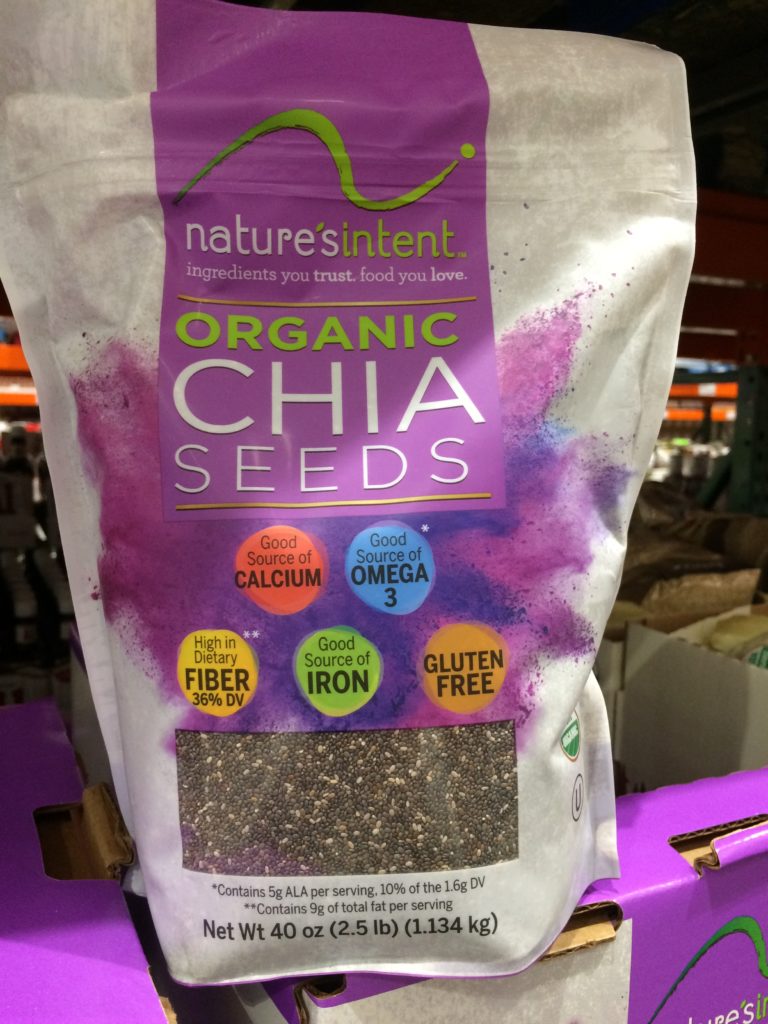 nature'sintent™
ingredients you trust. food you love.
ORGANIC
CHIA
SEEDS
Good
Source of
CALCIUM
Good *
Source of
OMEGA
3
High in **
Dietary
FIBER
36% DV
Good
Source of
IRON
GLUTEN
FREE
ORGANIC
U
*Contains 5g ALA per serving, 10% of the 1.6g DV
**Contains 9g of total fat per serving
Net Wt 40 oz (2.5 lb) (1.134 kg)